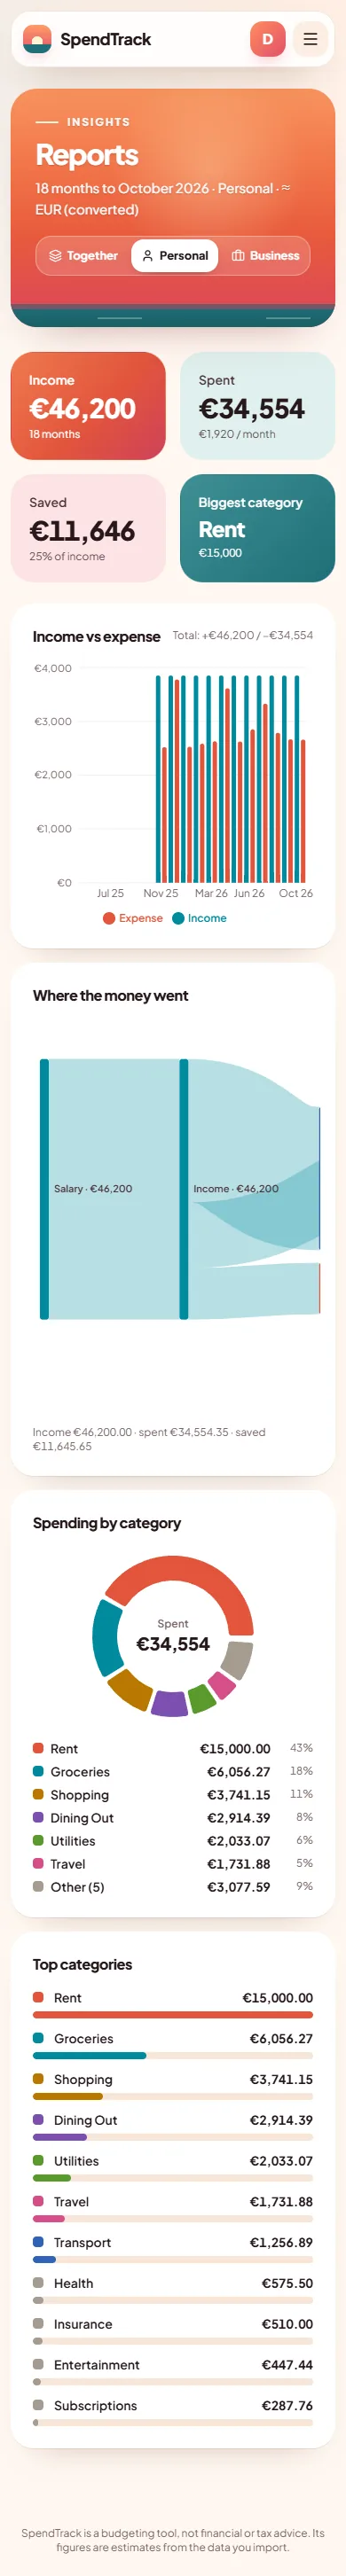 SpendTrack
D
INSIGHTS
Reports
18 months to October 2026 · Personal · ≈
EUR (converted)
Together
Personal
Business
Income
€46,200
18 months
Spent
€34,554
€1,920 / month
Saved
€11,646
25% of income
Biggest category
Rent
€15,000
Income vs expense
Total: +€46,200 / −€34,554
€4,000
€3,000
€2,000
€1,000
€0
Jul 25 Nov 25 Mar 26 Jun 26 Oct 26
Expense Income
Where the money went
Salary · €46,200
Income · €46,200
Income €46,200.00 · spent €34,554.35 · saved
€11,645.65
Spending by category
Spent
€34,554
Rent €15,000.00 43%
Groceries €6,056.27 18%
Shopping €3,741.15 11%
Dining Out €2,914.39 8%
Utilities €2,033.07 6%
Travel €1,731.88 5%
Other (5) €3,077.59 9%
Top categories
Rent €15,000.00
Groceries €6,056.27
Shopping €3,741.15
Dining Out €2,914.39
Utilities €2,033.07
Travel €1,731.88
Transport €1,256.89
Health €575.50
Insurance €510.00
Entertainment €447.44
Subscriptions €287.76
SpendTrack is a budgeting tool, not financial or tax advice. Its
figures are estimates from the data you import.